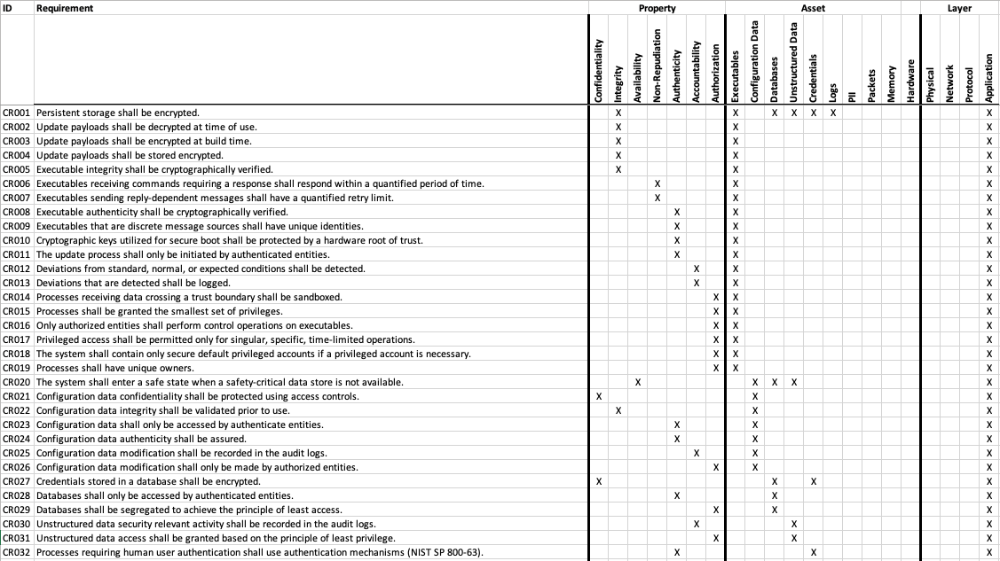 ID Requirement Property Asset Layer
Confidentiality Integrity Availability Non-Repudiation Authenticity Accountability Authorization Executables Configuration Data Databases Unstructured Data Credentials Logs PII Packets Memory Hardware Physical Network Protocol Application
CR001 Persistent storage shall be encrypted. X X X X X X X
CR002 Update payloads shall be decrypted at time of use. X X X
CR003 Update payloads shall be encrypted at build time. X X X
CR004 Update payloads shall be stored encrypted. X X X
CR005 Executable integrity shall be cryptographically verified. X X X
CR006 Executables receiving commands requiring a response shall respond within a quantified period of time. X X X
CR007 Executables sending reply-dependent messages shall have a quantified retry limit. X X X
CR008 Executable authenticity shall be cryptographically verified. X X X
CR009 Executables that are discrete message sources shall have unique identities. X X X
CR010 Cryptographic keys utilized for secure boot shall be protected by a hardware root of trust. X X X
CR011 The update process shall only be initiated by authenticated entities. X X X
CR012 Deviations from standard, normal, or expected conditions shall be detected. X X X
CR013 Deviations that are detected shall be logged. X X X
CR014 Processes receiving data crossing a trust boundary shall be sandboxed. X X X
CR015 Processes shall be granted the smallest set of privileges. X X X
CR016 Only authorized entities shall perform control operations on executables. X X X
CR017 Privileged access shall be permitted only for singular, specific, time-limited operations. X X X
CR018 The system shall contain only secure default privileged accounts if a privileged account is necessary. X X X
CR019 Processes shall have unique owners. X X X
CR020 The system shall enter a safe state when a safety-critical data store is not available. X X X X X
CR021 Configuration data confidentiality shall be protected using access controls. X X X
CR022 Configuration data integrity shall be validated prior to use. X X X
CR023 Configuration data shall only be accessed by authenticate entities. X X X
CR024 Configuration data authenticity shall be assured. X X X
CR025 Configuration data modification shall be recorded in the audit logs. X X X
CR026 Configuration data modification shall only be made by authorized entities. X X X
CR027 Credentials stored in a database shall be encrypted. X X X X
CR028 Databases shall only be accessed by authenticated entities. X X X
CR029 Databases shall be segregated to achieve the principle of least access. X X X
CR030 Unstructured data security relevant activity shall be recorded in the audit logs. X X X
CR031 Unstructured data access shall be granted based on the principle of least privilege. X X X
CR032 Processes requiring human user authentication shall use authentication mechanisms (NIST SP 800-63). X X X